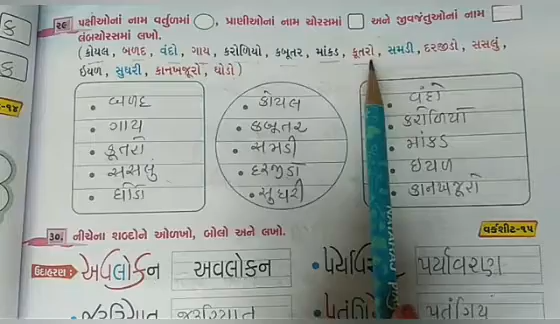 ૨૯ પક્ષીઓનાં નામ વર્તુળમાં , પ્રાણીઓનાં નામ ચોરસમાં અને જીવજંતુઓનાં નામ
લંબચોરસમાં લખો.
(કોયલ, બળદ, વંદો, ગાય, કરોળિયો, કબૂતર, માંકડ, કૂતરો, સમડી, દરજીડો, સસલું,
ઇયળ, સુઘરી, કાનખજૂરો, ઘોડો)
• બળદ
• ગાય
• કૂતરો
• સસલું
• ઘોડો
• કોયલ
• કબૂતર
• સમડી
• દરજીડો
• સુઘરી
• વંદો
• કરોળિયો
• માંકડ
• ઇયળ
• કાનખજૂરો
૩૦. નીચેના શબ્દોને ઓળખો, બોલો અને લખો.
વર્કશીટ-૧૫
ઉદાહરણ: અવલોકન અવલોકન
• પર્યાવરણ પર્યાવરણ